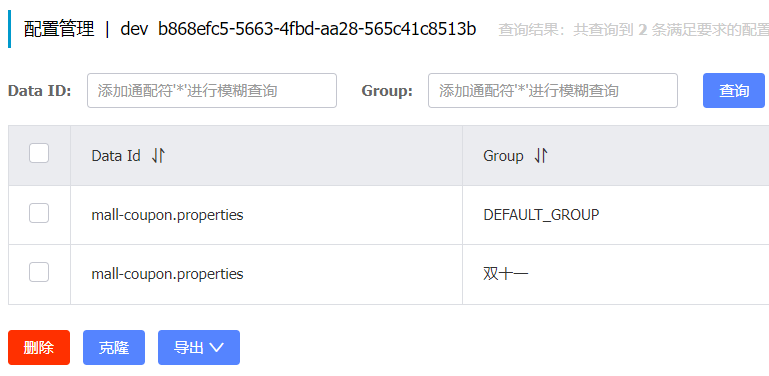 配置管理 | dev b868efc5-5663-4fbd-aa28-565c41c8513b 查询结果：共查询到 2 条满足要求的配置
Data ID: 添加通配符'*'进行模糊查询 Group: 添加通配符'*'进行模糊查询 查询
Data Id Group
mall-coupon.properties DEFAULT_GROUP
mall-coupon.properties 双十一
删除 克隆 导出